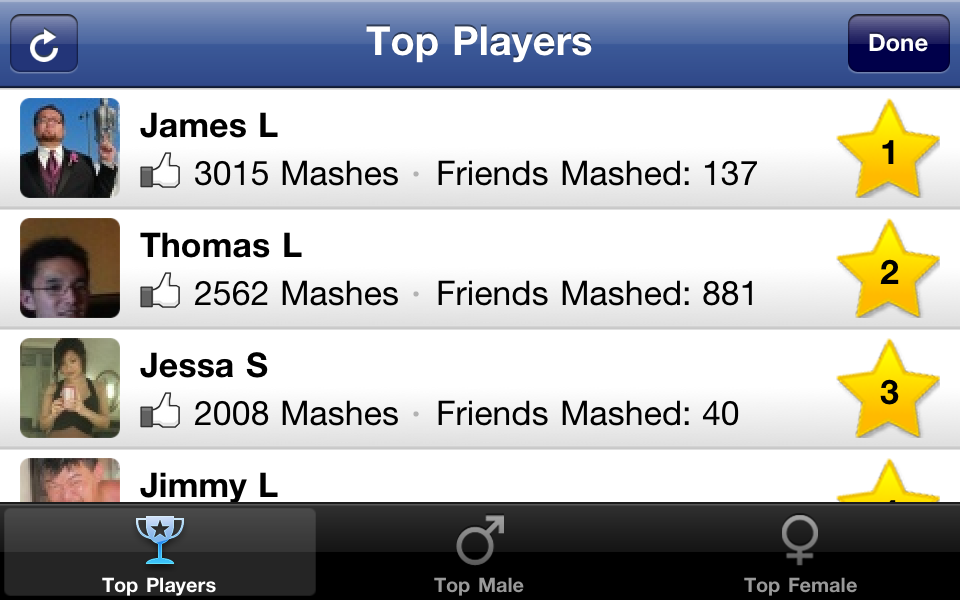 Top Players
Done
James L
3015 Mashes · Friends Mashed: 137
1
Thomas L
2562 Mashes · Friends Mashed: 881
2
Jessa S
2008 Mashes · Friends Mashed: 40
3
Jimmy L
Top Players
Top Male
Top Female